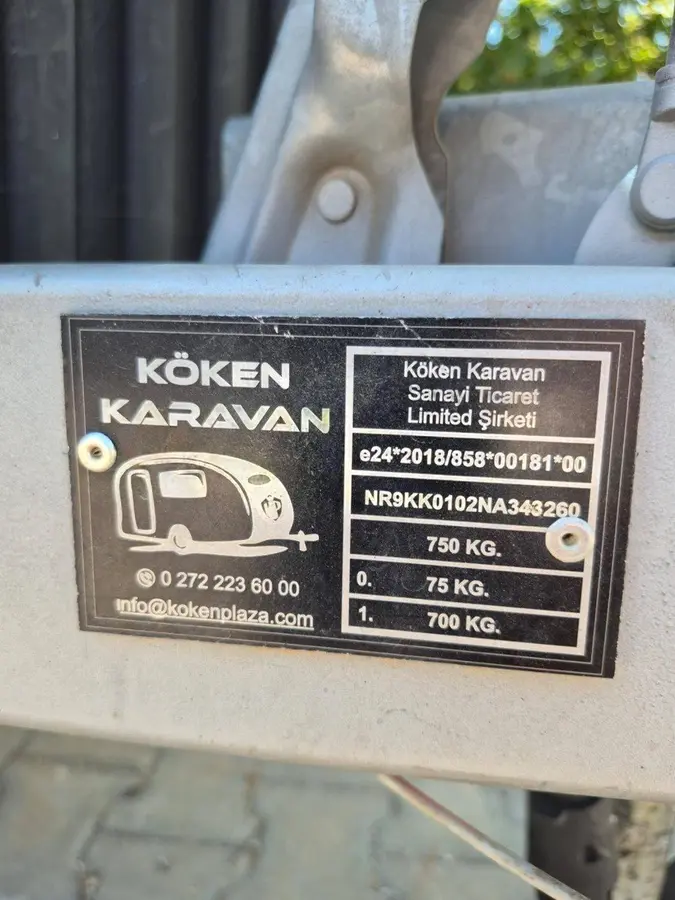 KÖKEN
KARAVAN
0 272 223 60 00
info@kokenplaza.com
Köken Karavan
Sanayi Ticaret
Limited Şirketi
e24*2018/858*00181*00
NR9KK0102NA343260
750 KG.
0. 75 KG.
1. 700 KG.